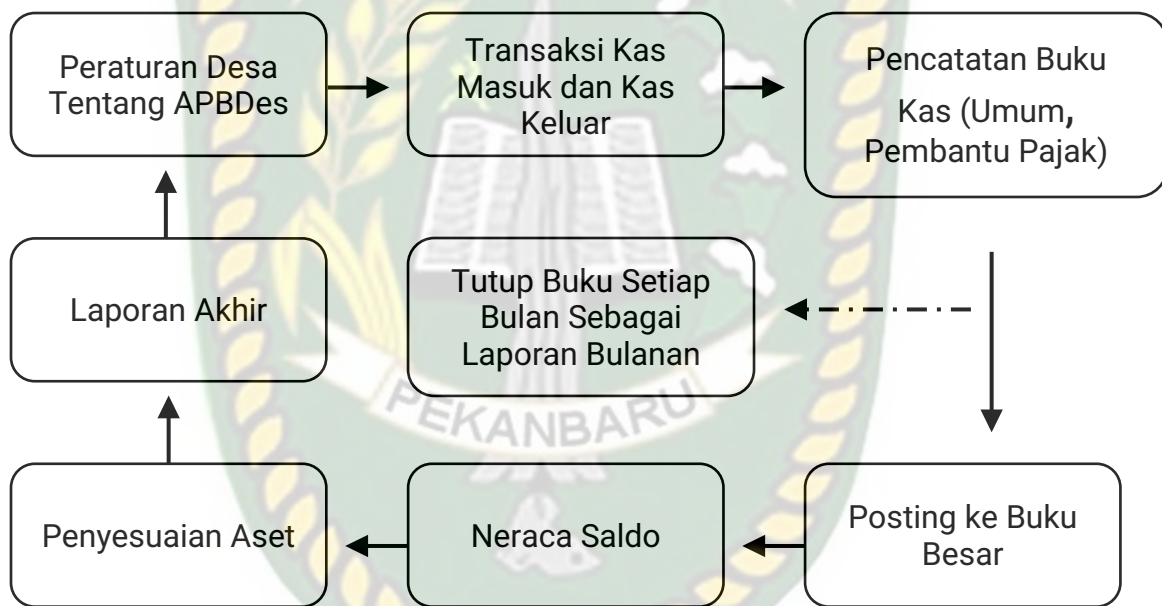 Peraturan Desa
Tentang APBDes
Transaksi Kas
Masuk dan Kas
Keluar
Pencatatan Buku
Kas (Umum,
Pembantu Pajak)
Laporan Akhir
Tutup Buku Setiap
Bulan Sebagai
Laporan Bulanan
PEKANBARU
Penyesuaian Aset
Neraca Saldo
Posting ke Buku
Besar